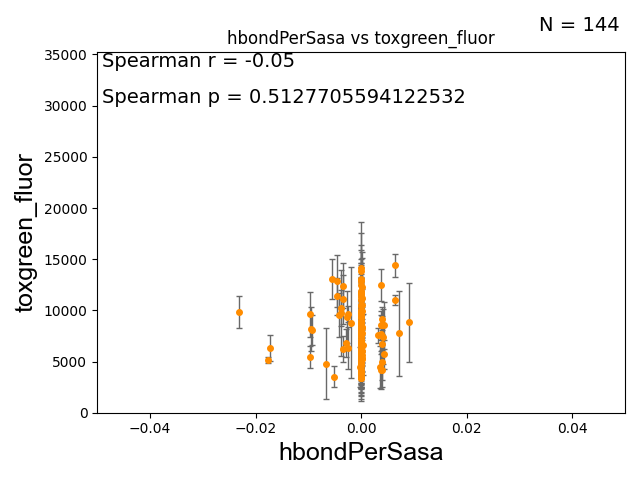 N = 144
hbondPerSasa vs toxgreen_fluor
Spearman r = -0.05
Spearman p = 0.5127705594122532
toxgreen_fluor
35000
30000
25000
20000
15000
10000
5000
0
−0.04
−0.02
0.00
0.02
0.04
hbondPerSasa